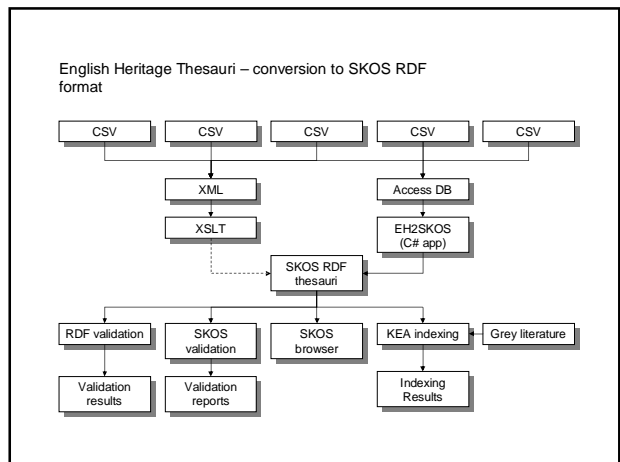 English Heritage Thesauri – conversion to SKOS RDF
format
CSV
CSV
CSV
CSV
CSV
XML
Access DB
XSLT
EH2SKOS
(C# app)
SKOS RDF
thesauri
RDF validation
SKOS
validation
SKOS
browser
KEA indexing
Grey literature
Validation
results
Validation
reports
Indexing
Results